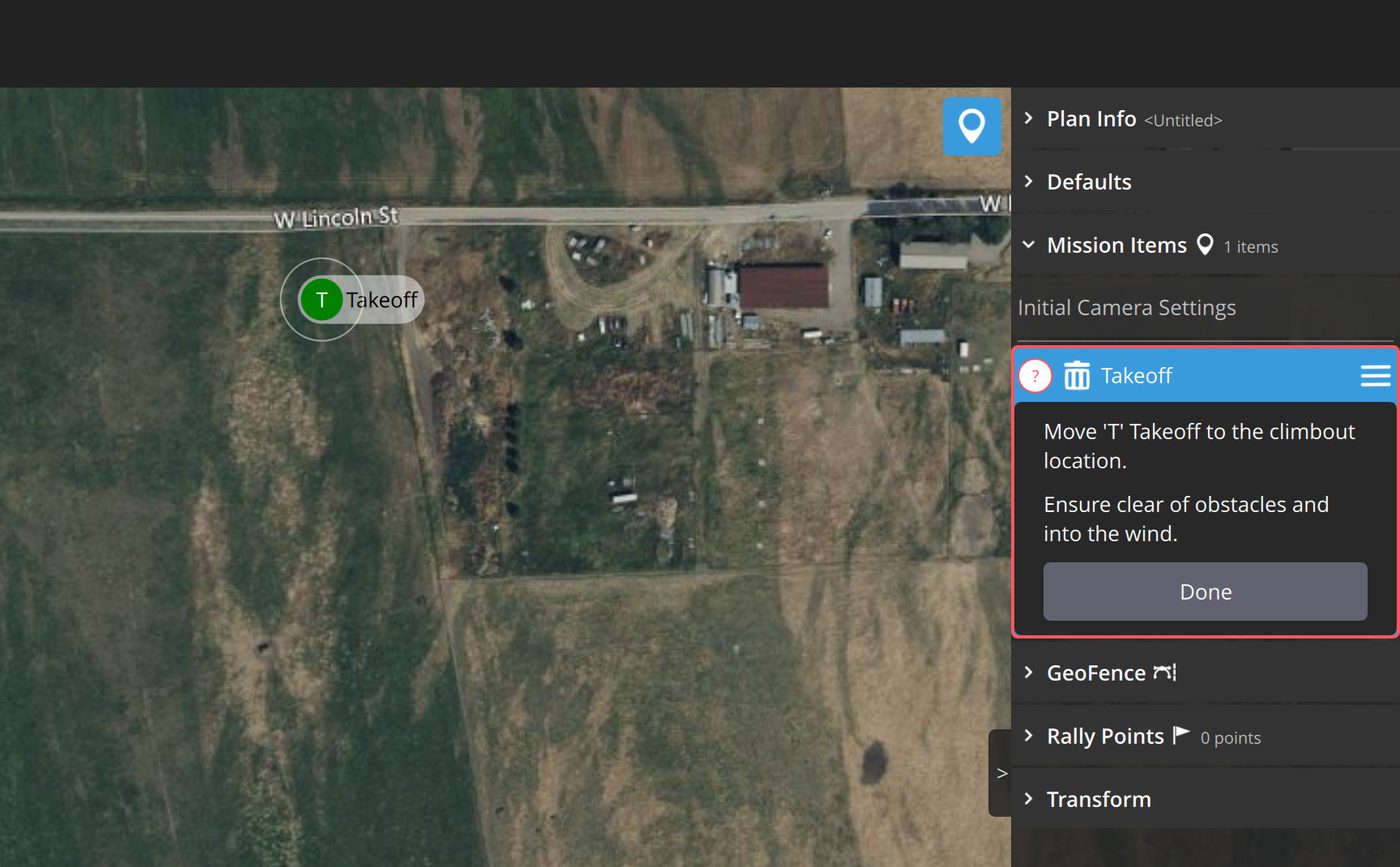 W Lincoln St
W
T Takeoff
>
Plan Info <Untitled>
Defaults
Mission Items 1 items
Initial Camera Settings
? Takeoff
Move 'T' Takeoff to the climbout
location.
Ensure clear of obstacles and
into the wind.
Done
GeoFence
Rally Points 0 points
Transform